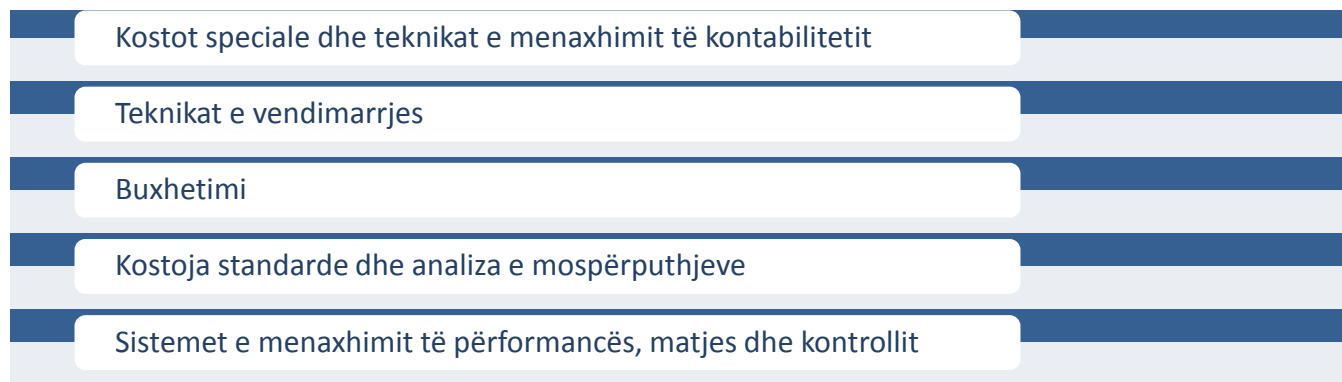 Kostot speciale dhe teknikat e menaxhimit të kontabilitetit
Teknikat e vendimarrjes
Buxhetimi
Kostoja standarde dhe analiza e mospërputhjeve
Sistemet e menaxhimit të përformancës, matjes dhe kontrollit